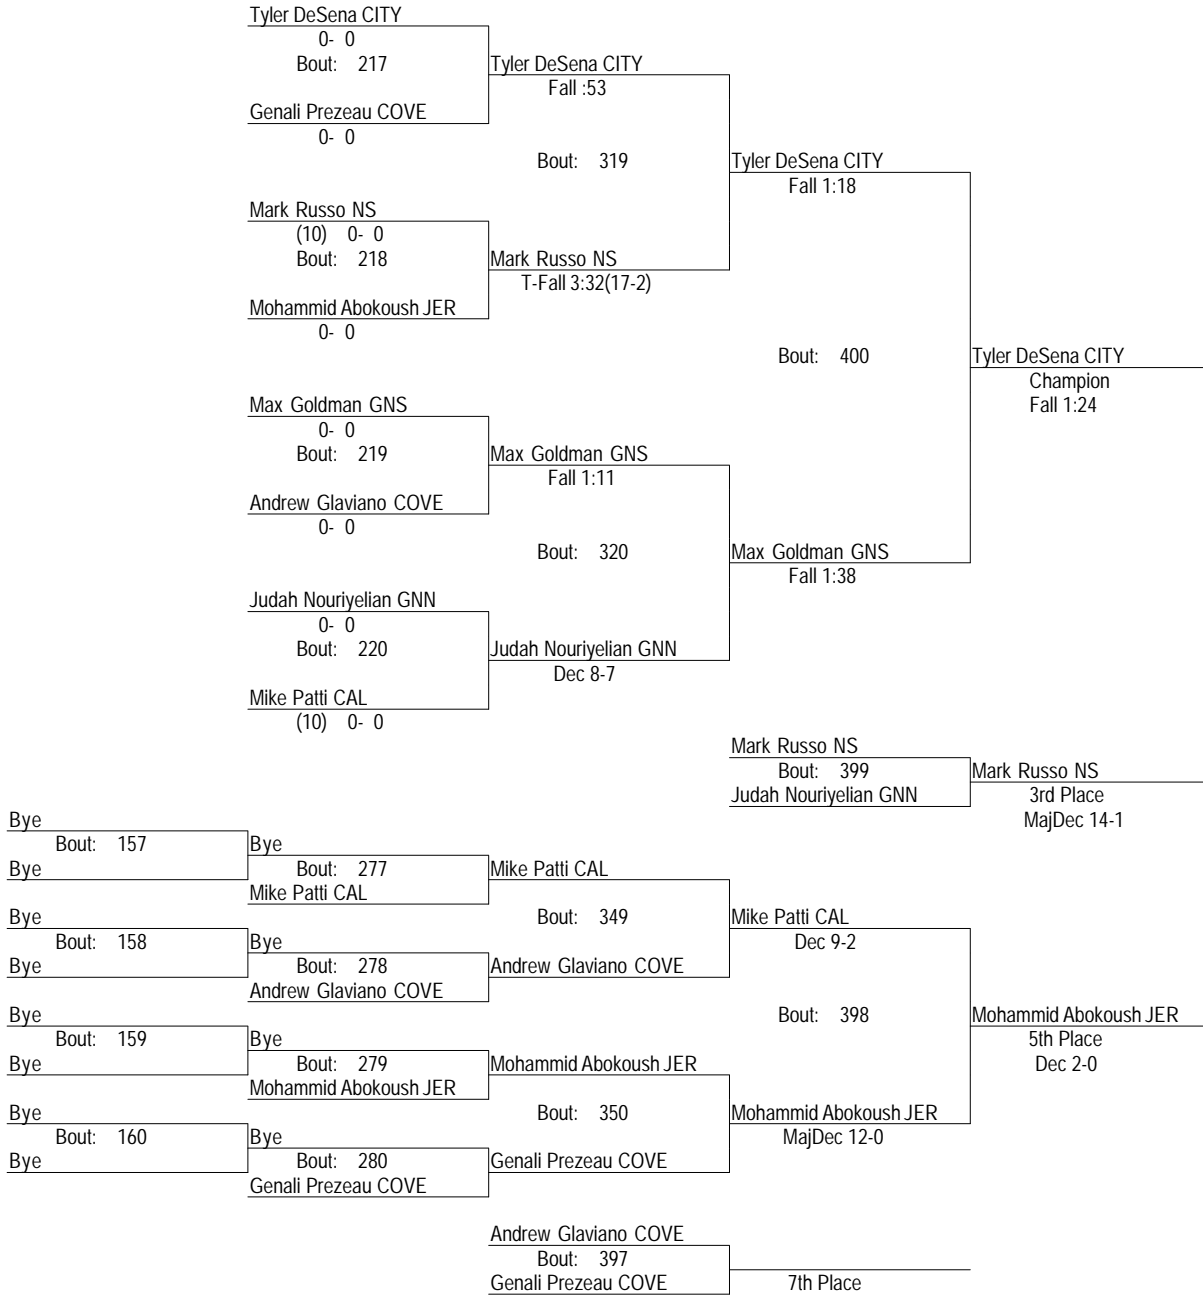 Tyler DeSena CITY
0- 0
Bout: 217
Tyler DeSena CITY
Fall :53
Genali Prezeau COVE
0- 0
Bout: 319
Tyler DeSena CITY
Fall 1:18
Mark Russo NS
(10) 0- 0
Bout: 218
Mark Russo NS
T-Fall 3:32(17-2)
Mohammid Abokoush JER
0- 0
Bout: 400
Tyler DeSena CITY
Champion
Fall 1:24
Max Goldman GNS
0- 0
Bout: 219
Max Goldman GNS
Fall 1:11
Andrew Glaviano COVE
0- 0
Bout: 320
Max Goldman GNS
Fall 1:38
Judah Nouriyelian GNN
0- 0
Bout: 220
Judah Nouriyelian GNN
Dec 8-7
Mike Patti CAL
(10) 0- 0
Mark Russo NS
Bout: 399
Mark Russo NS
Judah Nouriyelian GNN
3rd Place
MajDec 14-1
Bye
Bout: 157
Bye
Bye
Bout: 277
Mike Patti CAL
Mike Patti CAL
Bye
Bout: 349
Mike Patti CAL
Dec 9-2
Bout: 158
Bye
Bye
Bout: 278
Andrew Glaviano COVE
Andrew Glaviano COVE
Bye
Bout: 398
Mohammid Abokoush JER
5th Place
Dec 2-0
Bout: 159
Bye
Bye
Bout: 279
Mohammid Abokoush JER
Mohammid Abokoush JER
Bye
Bout: 350
Mohammid Abokoush JER
MajDec 12-0
Bout: 160
Bye
Bye
Bout: 280
Genali Prezeau COVE
Genali Prezeau COVE
Andrew Glaviano COVE
Bout: 397
Genali Prezeau COVE
7th Place